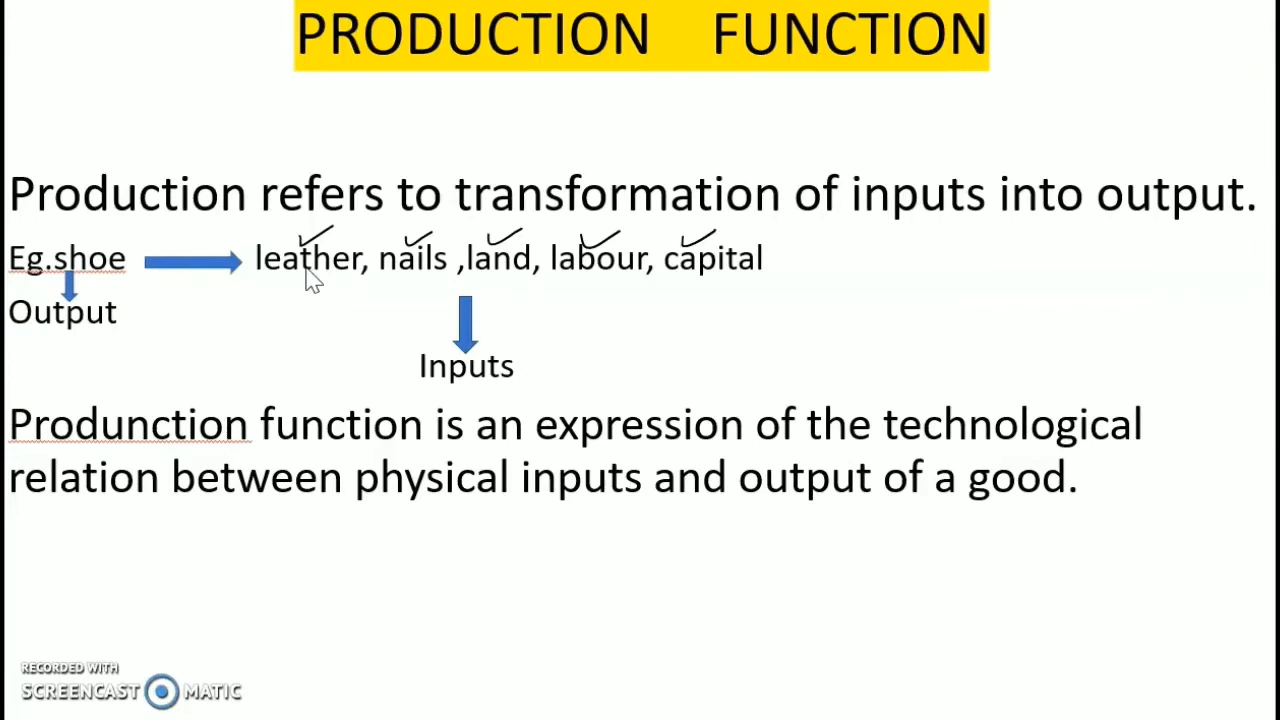 PRODUCTION FUNCTION
Production refers to transformation of inputs into output.
Eg.shoe leather, nails ,land, labour, capital
Output
Inputs
Produnction function is an expression of the technological
relation between physical inputs and output of a good.
RECORDED WITH
SCREENCAST MATIC